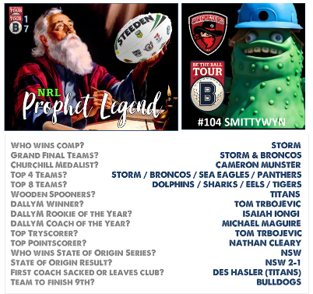 TOUR
TOUR
B
1
7
STEEDEN
NRL
Prophet Legend
BE THE BALL
TOUR
B
#104 SMITTYWYN
Who wins comp? STORM
Grand Final Teams? STORM & BRONCOS
Churchill Medalist? CAMERON MUNSTER
Top 4 Teams? STORM / BRONCOS / SEA EAGLES / PANTHERS
Top 8 Teams? DOLPHINS / SHARKS / EELS / TIGERS
Wooden Spooners? TITANS
DallyM Winner? TOM TRBOJEVIC
DallyM Rookie of the Year? ISAIAH IONGI
DallyM Coach of the Year? MICHAEL MAGUIRE
Top Tryscorer? TOM TRBOJEVIC
Top Pointscorer? NATHAN CLEARY
Who wins State of Origin Series? NSW
State of Origin Result? NSW 2-1
First coach sacked or leaves club? DES HASLER (TITANS)
Team to finish 9th? BULLDOGS